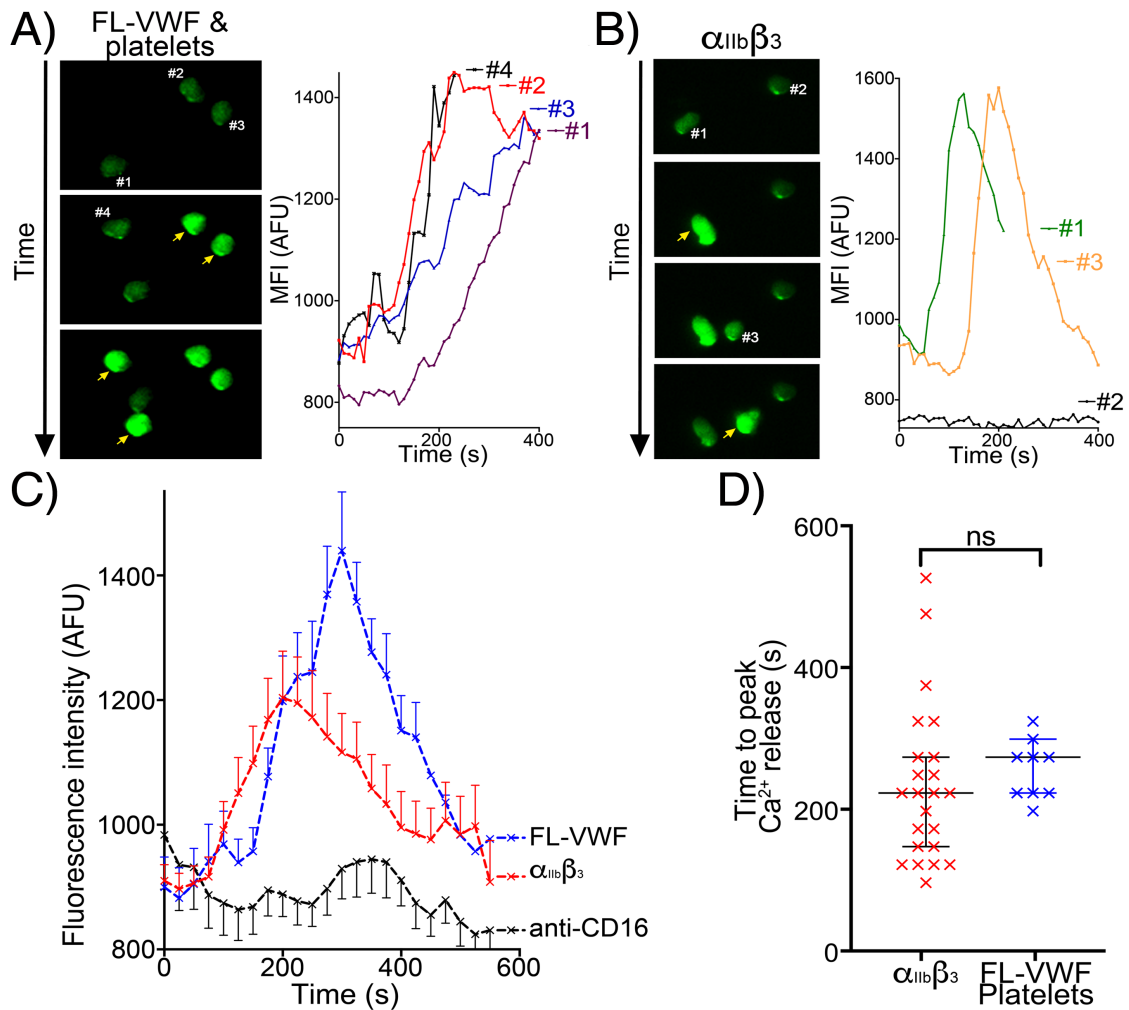 A)
FL-VWF &
platelets
Time
#2
#3
#1
#4
MFI (AFU)
1400
1200
1000
800
0
200
400
Time (s)
#4
#2
#3
#1
B)
αIIbβ3
Time
#2
#1
#3
MFI (AFU)
1600
1400
1200
1000
800
0
200
400
Time (s)
#1
#3
#2
C)
Fluorescence intensity (AFU)
1400
1200
1000
800
0
200
400
600
Time (s)
FL-VWF
αIIbβ3
anti-CD16
D)
Time to peak
Ca2+ release (s)
600
400
200
0
ns
αIIbβ3
FL-VWF
Platelets